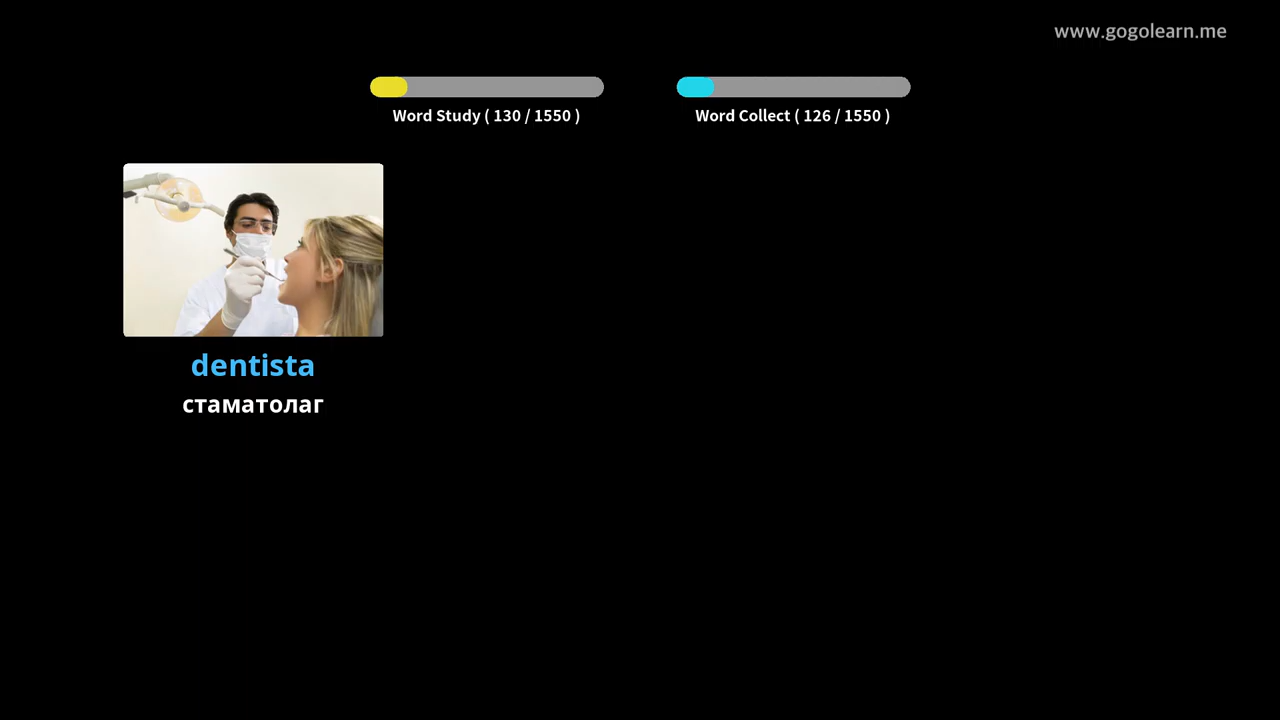 www.gogolearn.me
Word Study ( 130 / 1550 )
Word Collect ( 126 / 1550 )
dentista
стаматолаг